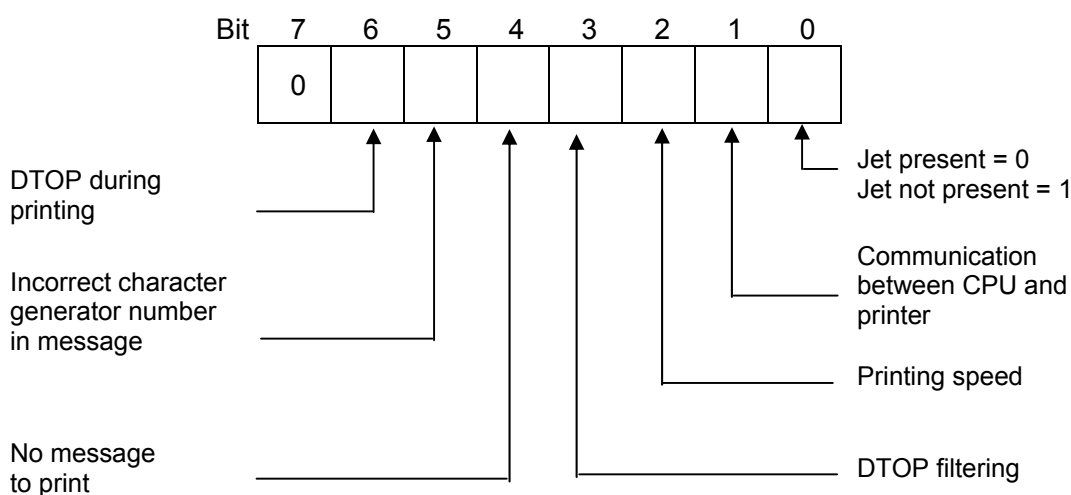 Bit 7 6 5 4 3 2 1 0
0
DTOP during
printing
Incorrect character
generator number
in message
No message
to print
Jet present = 0
Jet not present = 1
Communication
between CPU and
printer
Printing speed
DTOP filtering